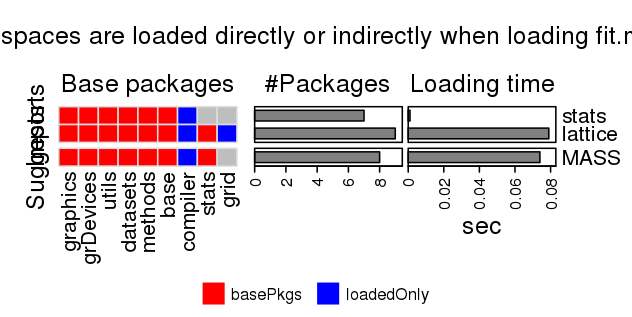 spaces are loaded directly or indirectly when loading fit.m
Base packages
#Packages
Loading time
Imports
Suggests
stats
lattice
MASS
graphics
grDevices
utils
datasets
methods
base
compiler
stats
grid
0 2 4 6 8
0 0.02 0.04 0.06 0.08
sec
basePkgs
loadedOnly